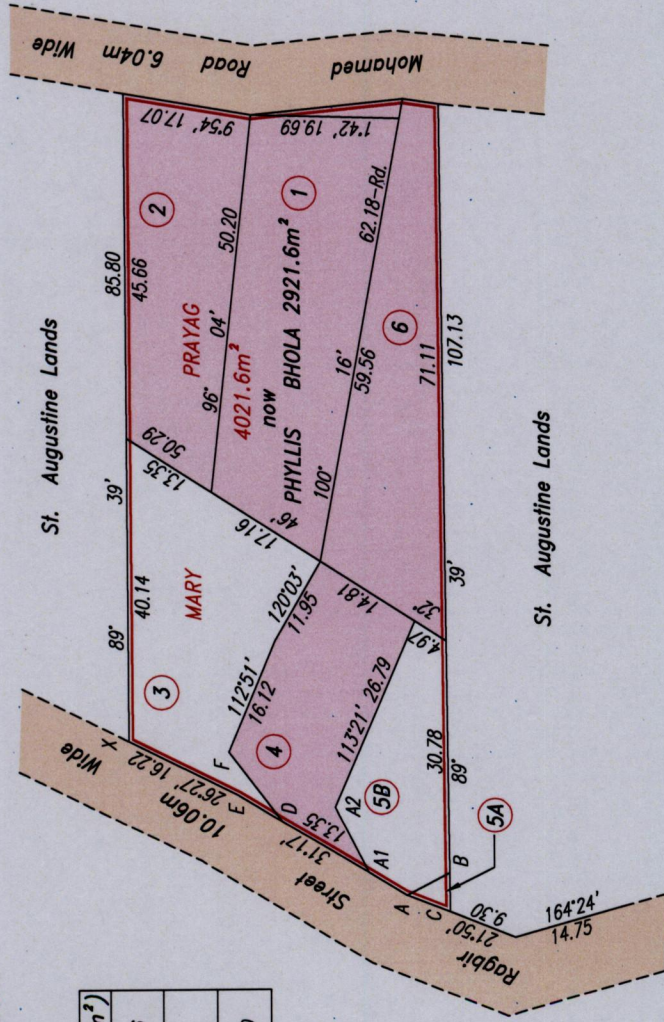 St. Augustine Lands
Mohamed Road 6.04m Wide
85.80
89° 39'
45.66
40.14
9°54' 17.07
1°42' 19.69
2
PRAYAG
50.20
96° 04'
4021.6m²
now
PHYLLIS BHOLA 2921.6m²
1
62.18-Rd.
100° 16'
59.56
6
71.11
107.13
89° 39'
30.78
50.29
13.35
17.16
46'
14.81
32°
4.97
MARY
3
120°03'
11.95
112°51'
16.12
4
113°21' 26.79
5B
5A
X
F
E
D
A2
A1
A
B
C
26°27' 16.22
31°17' 13.35
21°50' 9.30
164°24'
14.75
Ragbir Street 10.06m Wide
St. Augustine Lands
m²)